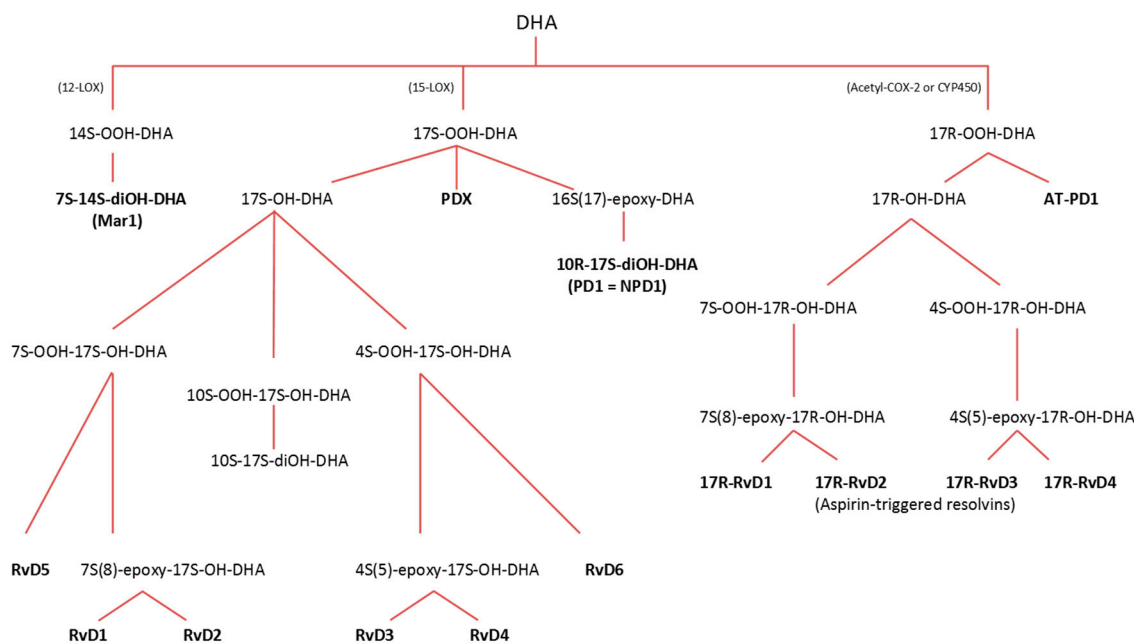 DHA
(12-LOX)
(15-LOX)
(Acetyl-COX-2 or CYP450)
14S-OOH-DHA
17S-OOH-DHA
17R-OOH-DHA
7S-14S-diOH-DHA
(Mar1)
17S-OH-DHA
PDX
16S(17)-epoxy-DHA
17R-OH-DHA
AT-PD1
10R-17S-diOH-DHA
(PD1 = NPD1)
7S-OOH-17R-OH-DHA
4S-OOH-17R-OH-DHA
7S-OOH-17S-OH-DHA
4S-OOH-17S-OH-DHA
10S-OOH-17S-OH-DHA
7S(8)-epoxy-17R-OH-DHA
4S(5)-epoxy-17R-OH-DHA
10S-17S-diOH-DHA
17R-RvD1
17R-RvD2
17R-RvD3
17R-RvD4
(Aspirin-triggered resolvins)
RvD5
7S(8)-epoxy-17S-OH-DHA
4S(5)-epoxy-17S-OH-DHA
RvD6
RvD1
RvD2
RvD3
RvD4